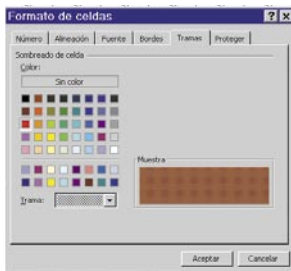 Formato de celdas
Número Alineación Fuente Bordes Tramas Proteger
Sombreado de celda
Color:
Sin color
Muestra
Trama:
Aceptar Cancelar